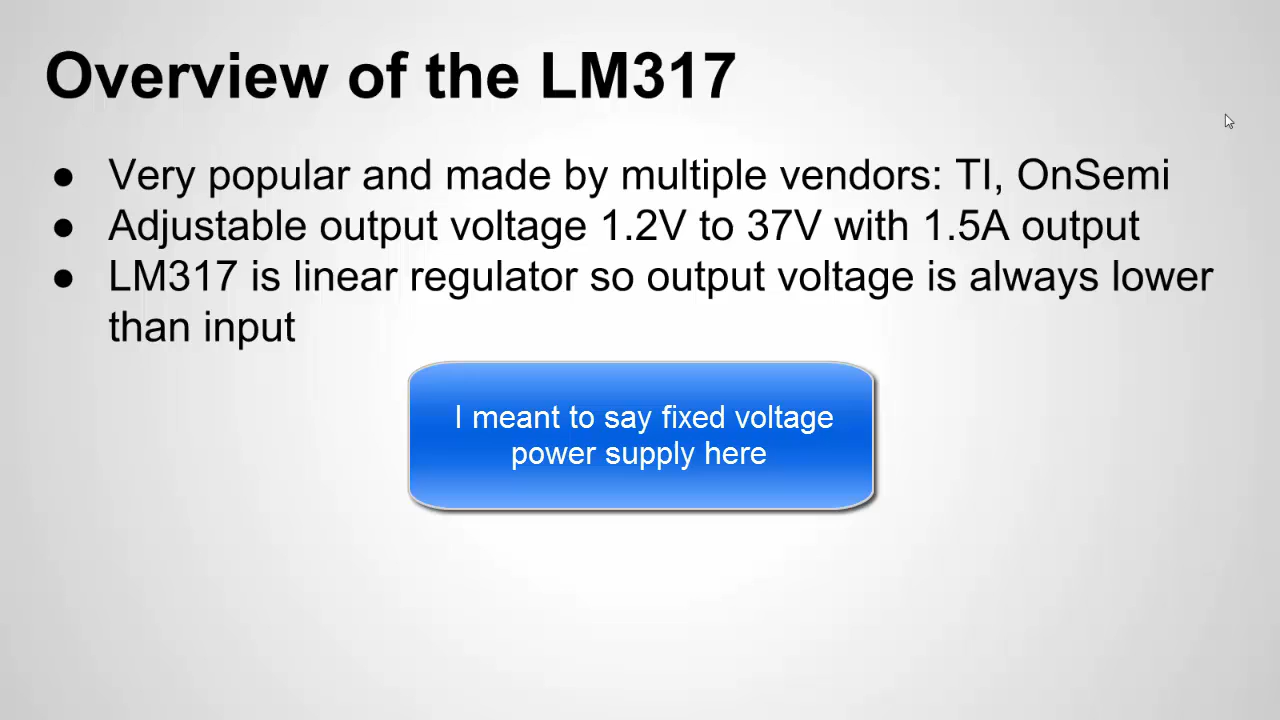 Overview of the LM317
● Very popular and made by multiple vendors: TI, OnSemi
● Adjustable output voltage 1.2V to 37V with 1.5A output
● LM317 is linear regulator so output voltage is always lower
than input
I meant to say fixed voltage
power supply here